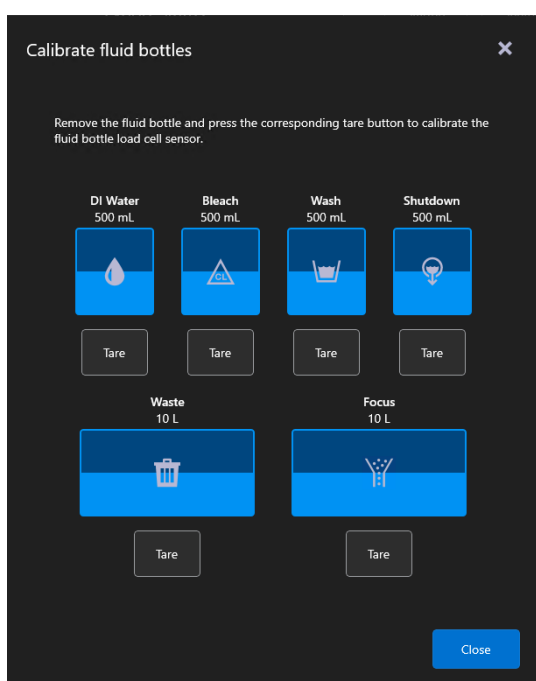 Calibrate fluid bottles
Remove the fluid bottle and press the corresponding tare button to calibrate the
fluid bottle load cell sensor.
DI Water
500 mL
Bleach
500 mL
Wash
500 mL
Shutdown
500 mL
CL
Tare
Tare
Tare
Tare
Waste
10 L
Focus
10 L
Tare
Tare
Close